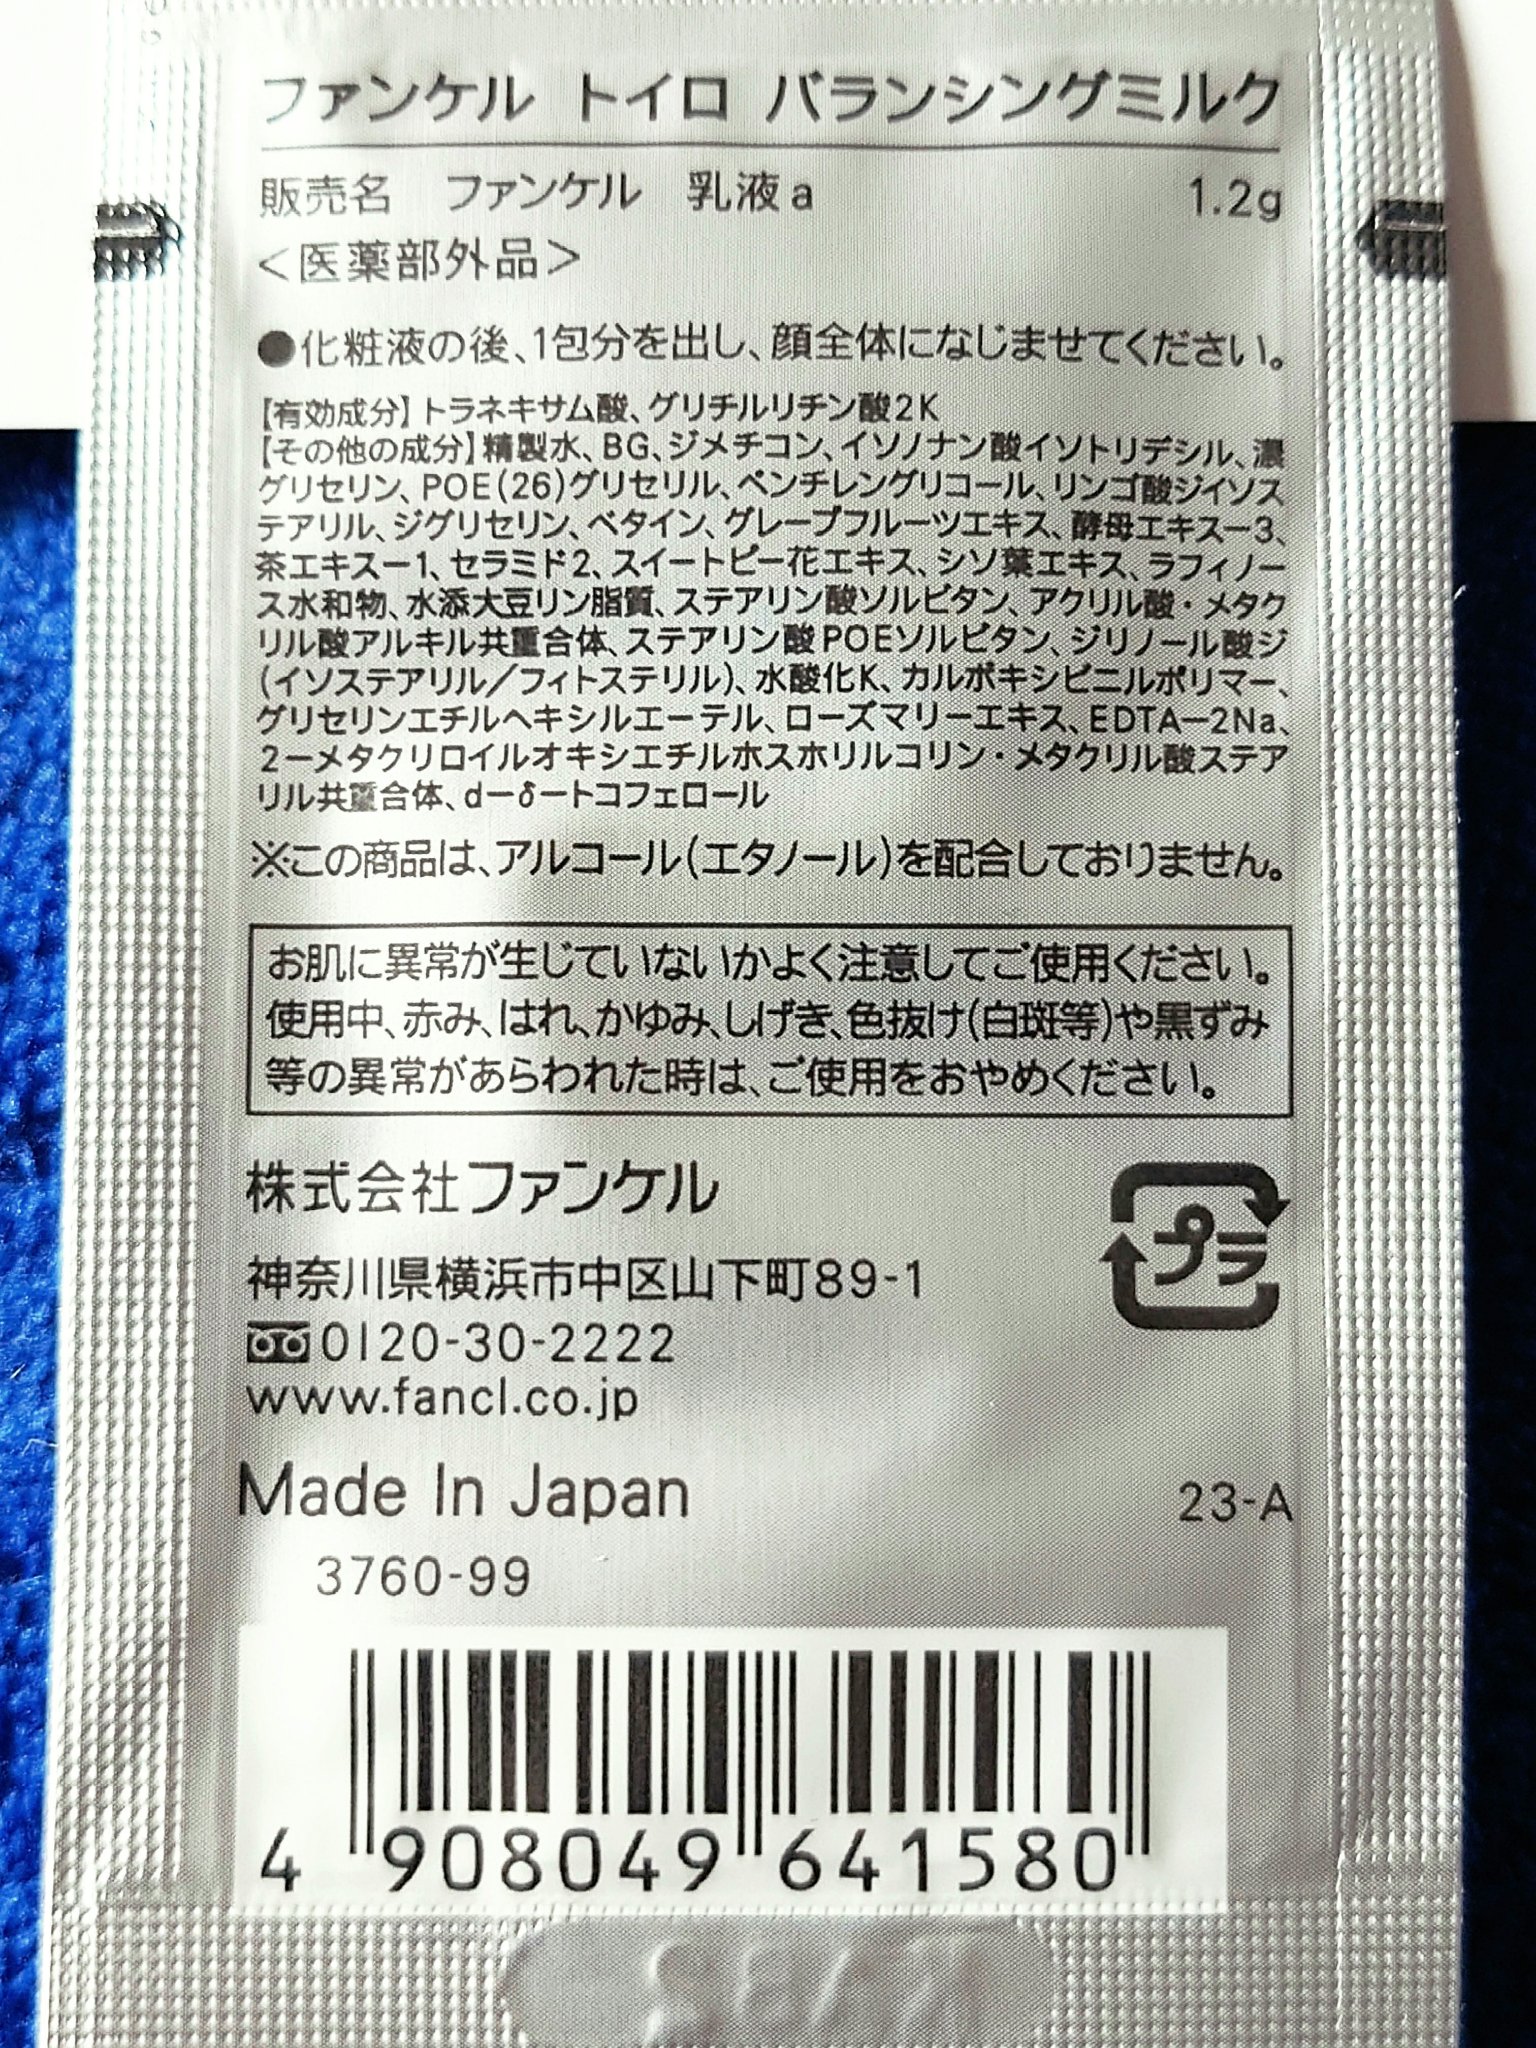 ファンケル トイロ バランシングミルク
販売名 ファンケル 乳液a 1.2g
＜医薬部外品＞
●化粧液の後、1包分を出し、顔全体になじませてください。
【有効成分】トラネキサム酸、グリチルリチン酸2K
【その他の成分】精製水、BG、ジメチコン、イソノナン酸イソトリデシル、濃
グリセリン、POE(26)グリセリル、ペンチレングリコール、リンゴ酸ジイソス
テアリル、ジグリセリン、ベタイン、グレープフルーツエキス、酵母エキス－3、
茶エキス－1、セラミド2、スイートピー花エキス、シソ葉エキス、ラフィノー
ス水和物、水添大豆リン脂質、ステアリン酸ソルビタン、アクリル酸・メタク
リル酸アルキル共重合体、ステアリン酸POEソルビタン、ジリノール酸ジ
(イソステアリル／フィトステリル)、水酸化K、カルボキシビニルポリマー、
グリセリンエチルヘキシルエーテル、ローズマリーエキス、EDTA－2Na、
2－メタクリロイルオキシエチルホスホリルコリン・メタクリル酸ステア
リル共重合体、d－δ－トコフェロール
※この商品は、アルコール(エタノール)を配合しておりません。
お肌に異常が生じていないかよく注意してご使用ください。
使用中、赤み、はれ、かゆみ、しげき、色抜け(白斑等)や黒ずみ
等の異常があらわれた時は、ご使用をおやめください。
株式会社ファンケル
プラ
神奈川県横浜市中区山下町89-1
0120-30-2222
www.fancl.co.jp
Made In Japan 23-A
3760-99
4 908049 641580